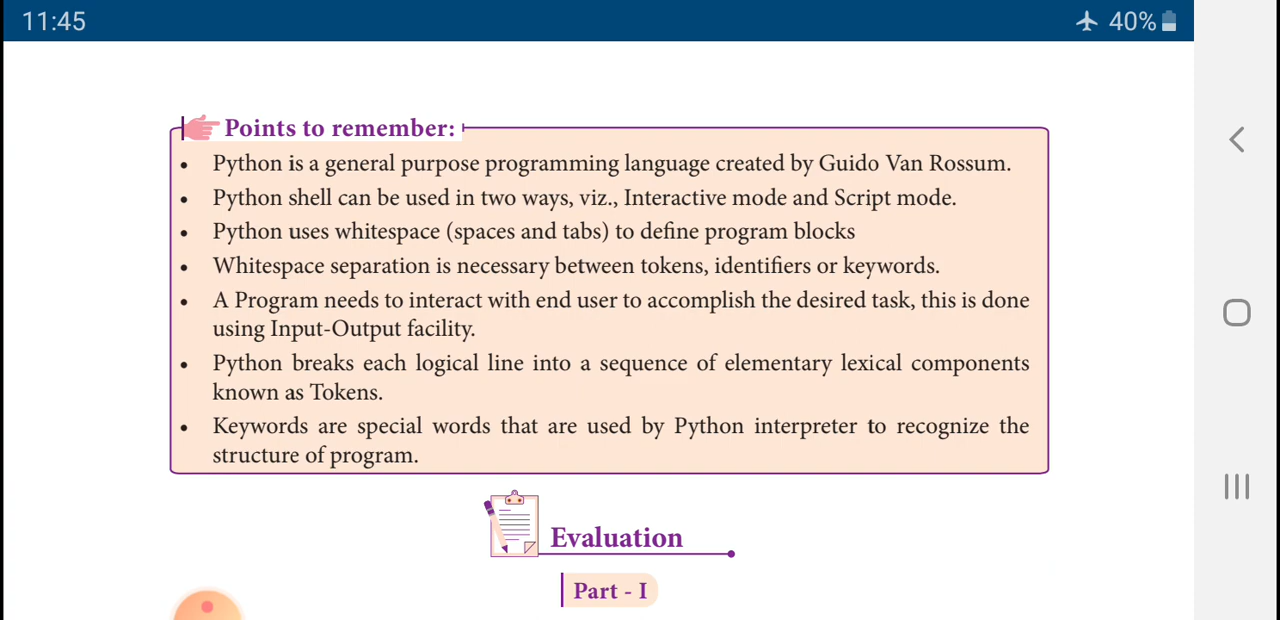 11:45
40%
Points to remember:
• Python is a general purpose programming language created by Guido Van Rossum.
• Python shell can be used in two ways, viz., Interactive mode and Script mode.
• Python uses whitespace (spaces and tabs) to define program blocks
• Whitespace separation is necessary between tokens, identifiers or keywords.
• A Program needs to interact with end user to accomplish the desired task, this is done
using Input-Output facility.
• Python breaks each logical line into a sequence of elementary lexical components
known as Tokens.
• Keywords are special words that are used by Python interpreter to recognize the
structure of program.
Evaluation
Part - I